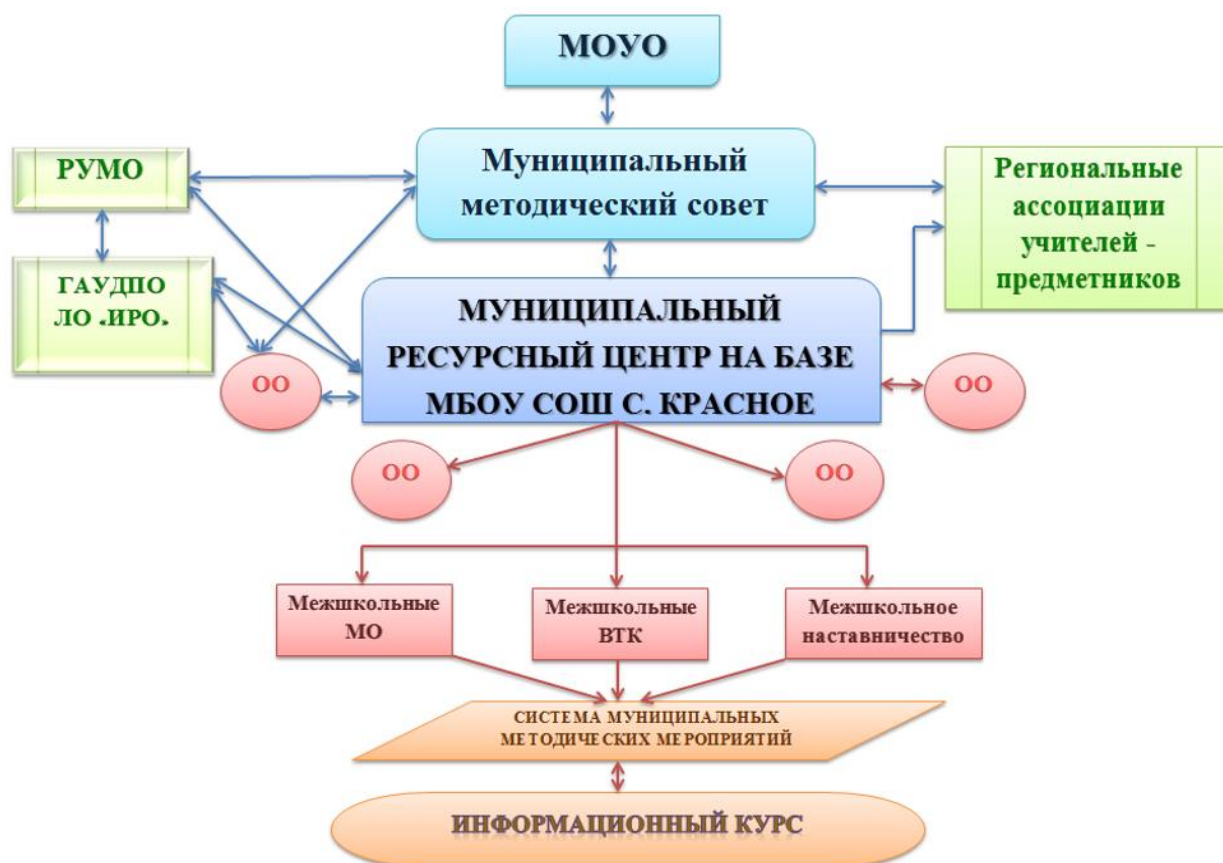 МОУО
Муниципальный
методический совет
РУМО
Региональные
ассоциации
учителей -
предметников
ГАУДПО
ЛО «ИРО»
МУНИЦИПАЛЬНЫЙ
РЕСУРСНЫЙ ЦЕНТР НА БАЗЕ
МБОУ СОШ С. КРАСНОЕ
ОО
ОО
ОО
ОО
Межшкольные
МО
Межшкольные
ВТК
Межшкольное
наставничество
СИСТЕМА МУНИЦИПАЛЬНЫХ
МЕТОДИЧЕСКИХ МЕРОПРИЯТИЙ
ИНФОРМАЦИОННЫЙ КУРС